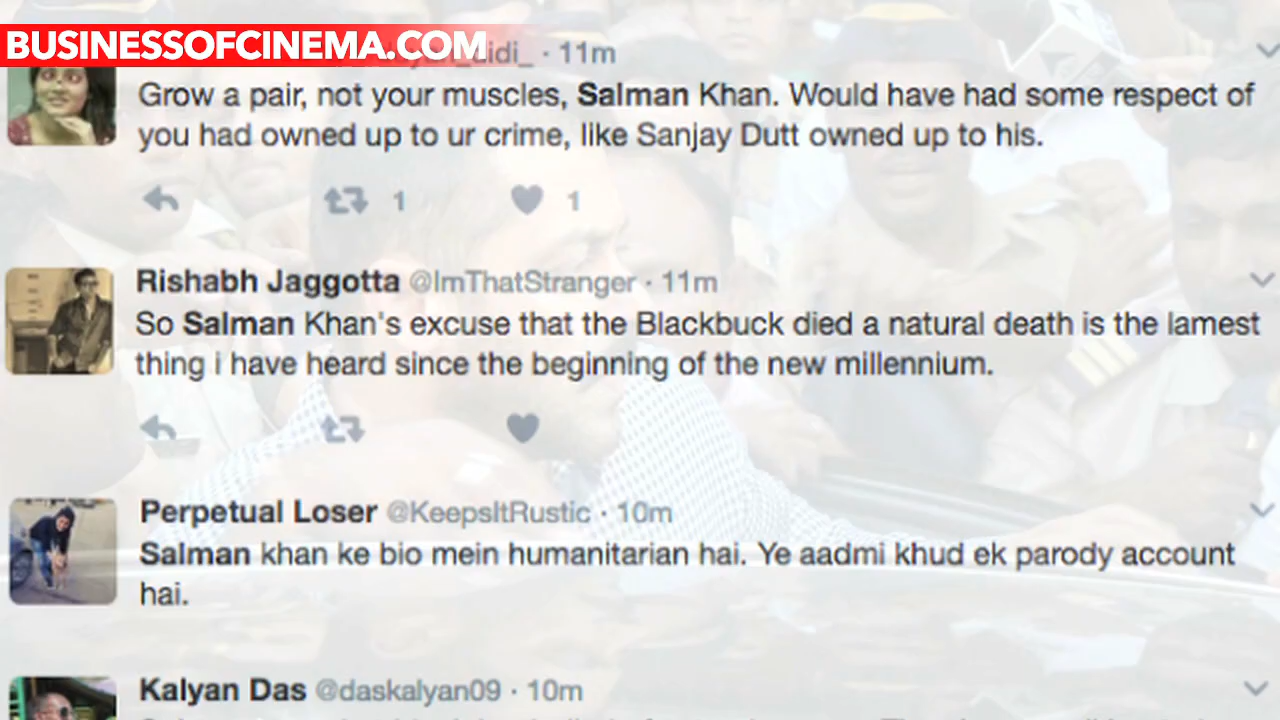 BUSINESSOFCINEMA.COM
· 11m
Grow a pair, not your muscles, Salman Khan. Would have had some respect of
you had owned up to ur crime, like Sanjay Dutt owned up to his.
1 1
Rishabh Jaggotta @ImThatStranger · 11m
So Salman Khan's excuse that the Blackbuck died a natural death is the lamest
thing i have heard since the beginning of the new millennium.
Perpetual Loser @KeepsItRustic · 10m
Salman khan ke bio mein humanitarian hai. Ye aadmi khud ek parody account
hai.
Kalyan Das @daskalyan09 · 10m